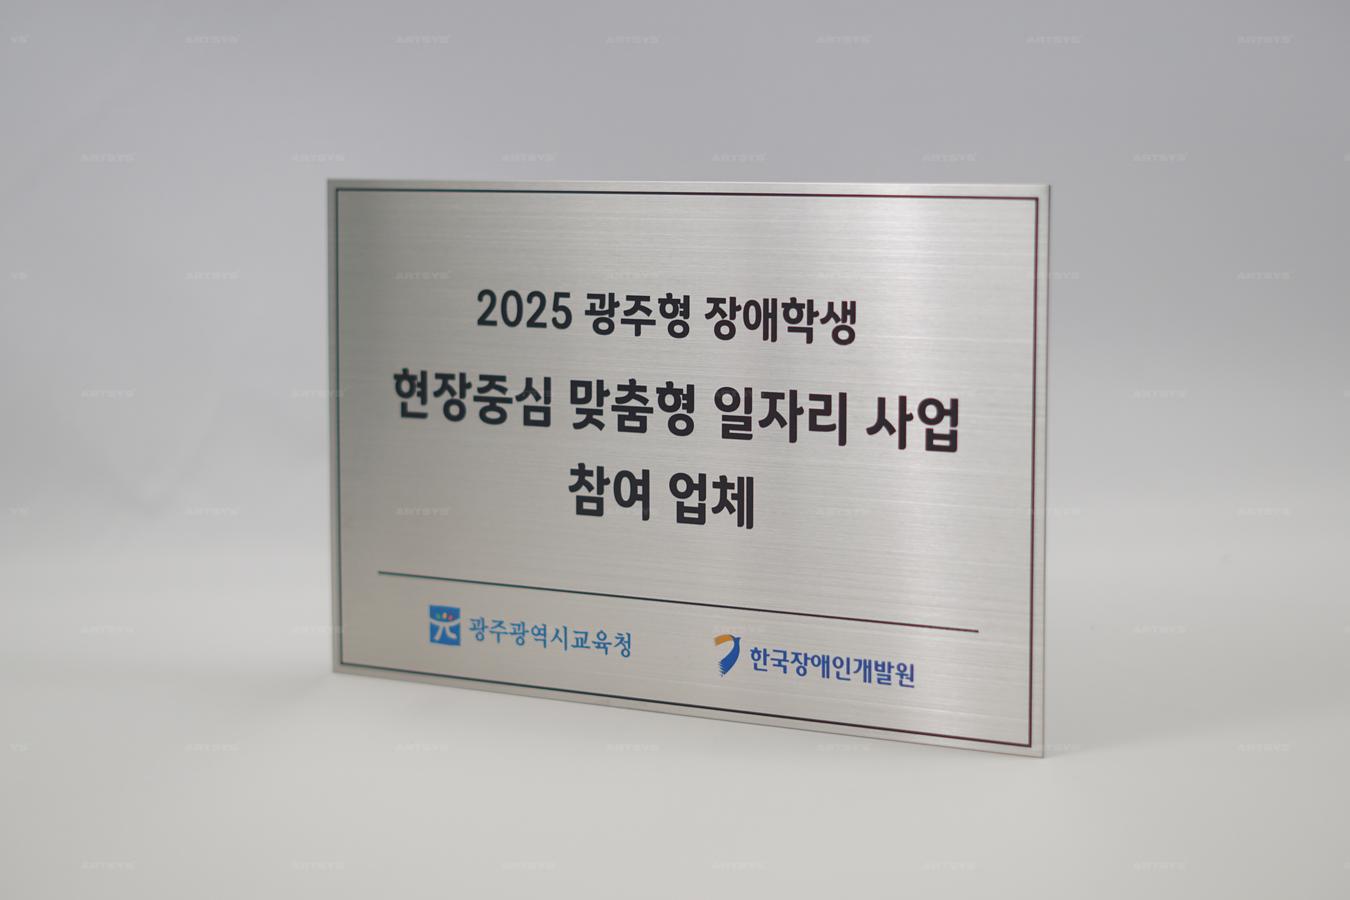 2025 광주형 장애학생
현장중심 맞춤형 일자리 사업
참여 업체
광주광역시교육청
한국장애인개발원
ARTSYS